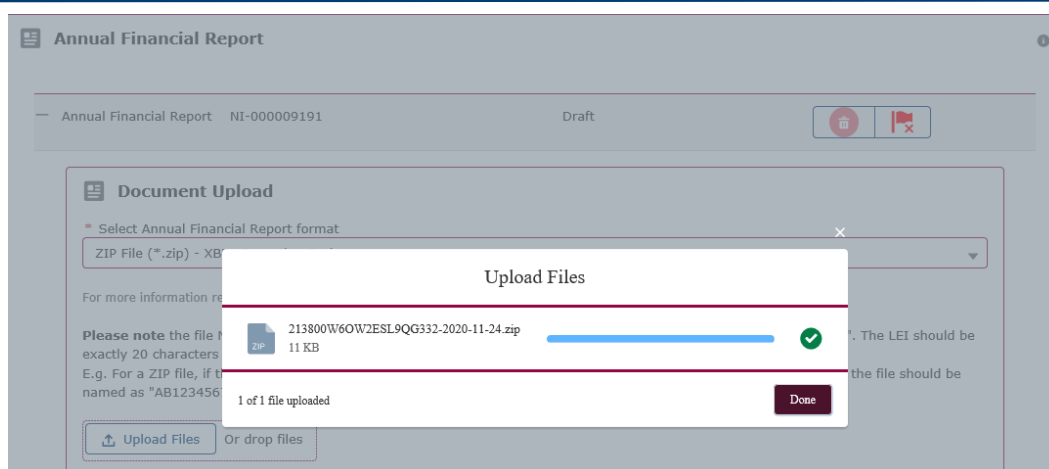 Annual Financial Report
Annual Financial Report NI-000009191 Draft
Document Upload
* Select Annual Financial Report format
ZIP File (*.zip) - XB
Upload Files
For more information
Please note the file
213800W6OW2ESL9QG332-2020-11-24.zip
". The LEI should be
ZIP
11 KB
exactly 20 characters
E.g. For a ZIP file, if
the file should be
named as "AB123456
1 of 1 file uploaded
Done
Upload Files Or drop files